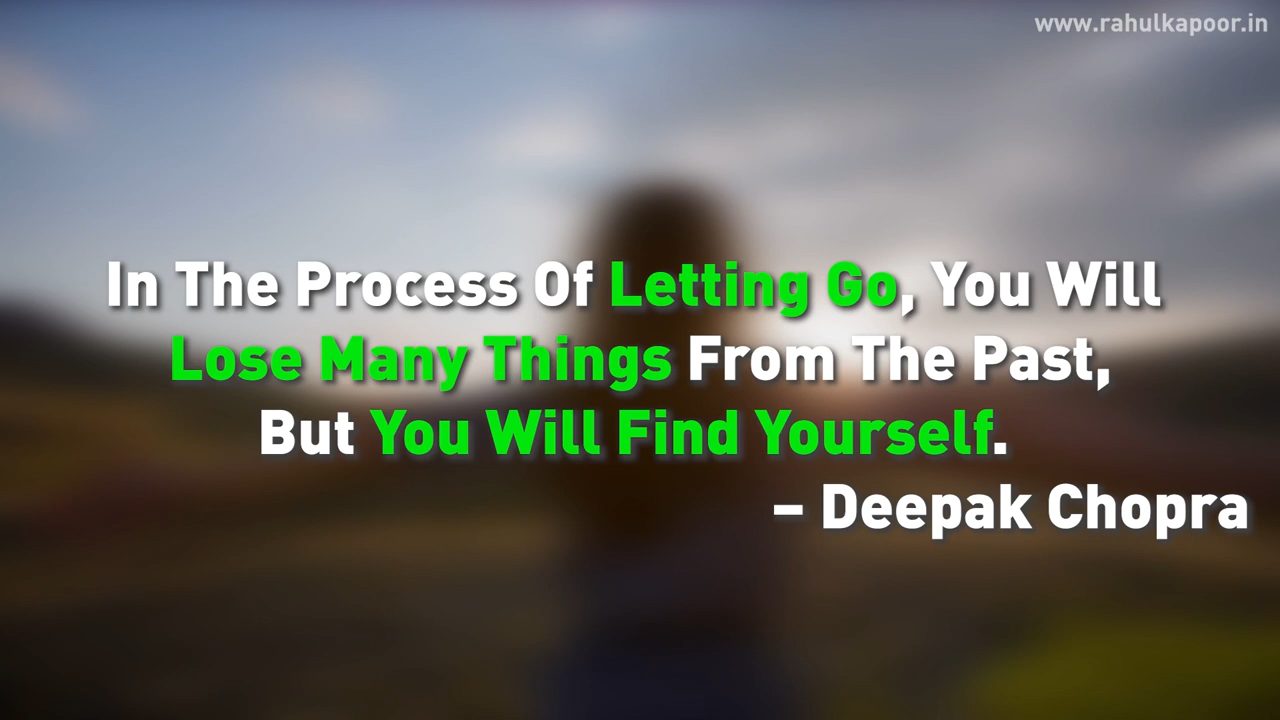 www.rahulkapoor.in
In The Process Of Letting Go, You Will
Lose Many Things From The Past,
But You Will Find Yourself.
– Deepak Chopra